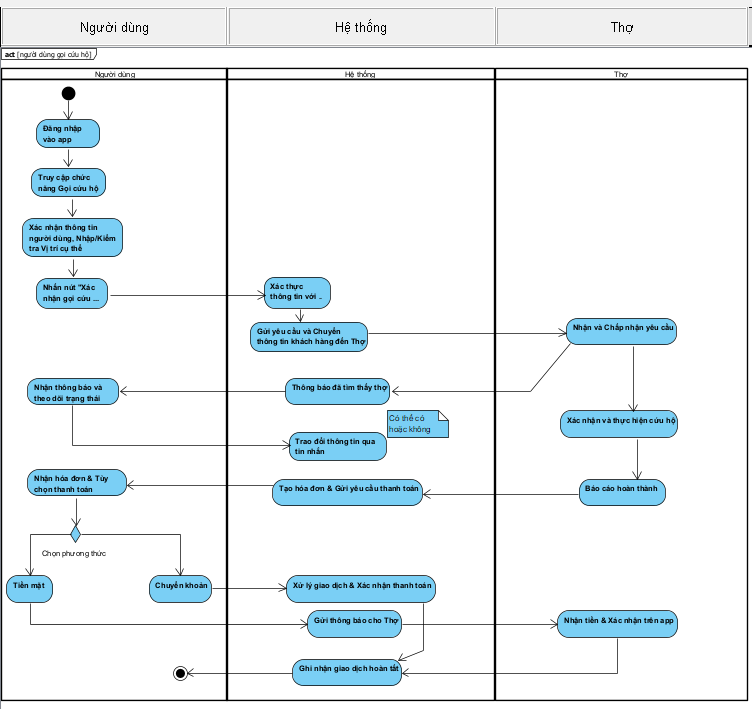 Người dùng
Hệ thống
Thợ
act [người dùng gọi cứu hộ]
Người dùng
Hệ thống
Thợ
Đăng nhập
vào app
Truy cập chức
năng Gọi cứu hộ
Xác nhận thông tin
người dùng, Nhập/Kiểm
tra Vị trí cụ thể
Nhấn nút "Xác
nhận gọi cứu ...
Xác thực
thông tin với ..
Gửi yêu cầu và Chuyển
thông tin khách hàng đến Thợ
Nhận và Chấp nhận yêu cầu
Nhận thông báo và
theo dõi trạng thái
Thông báo đã tìm thấy thợ
Có thể có
hoặc không
Xác nhận và thực hiện cứu hộ
Trao đổi thông tin qua
tin nhắn
Nhận hóa đơn & Tùy
chọn thanh toán
Tạo hóa đơn & Gửi yêu cầu thanh toán
Báo cáo hoàn thành
Chọn phương thức
Tiền mặt
Chuyển khoản
Xử lý giao dịch & Xác nhận thanh toán
Gửi thông báo cho Thợ
Nhận tiền & Xác nhận trên app
Ghi nhận giao dịch hoàn tất